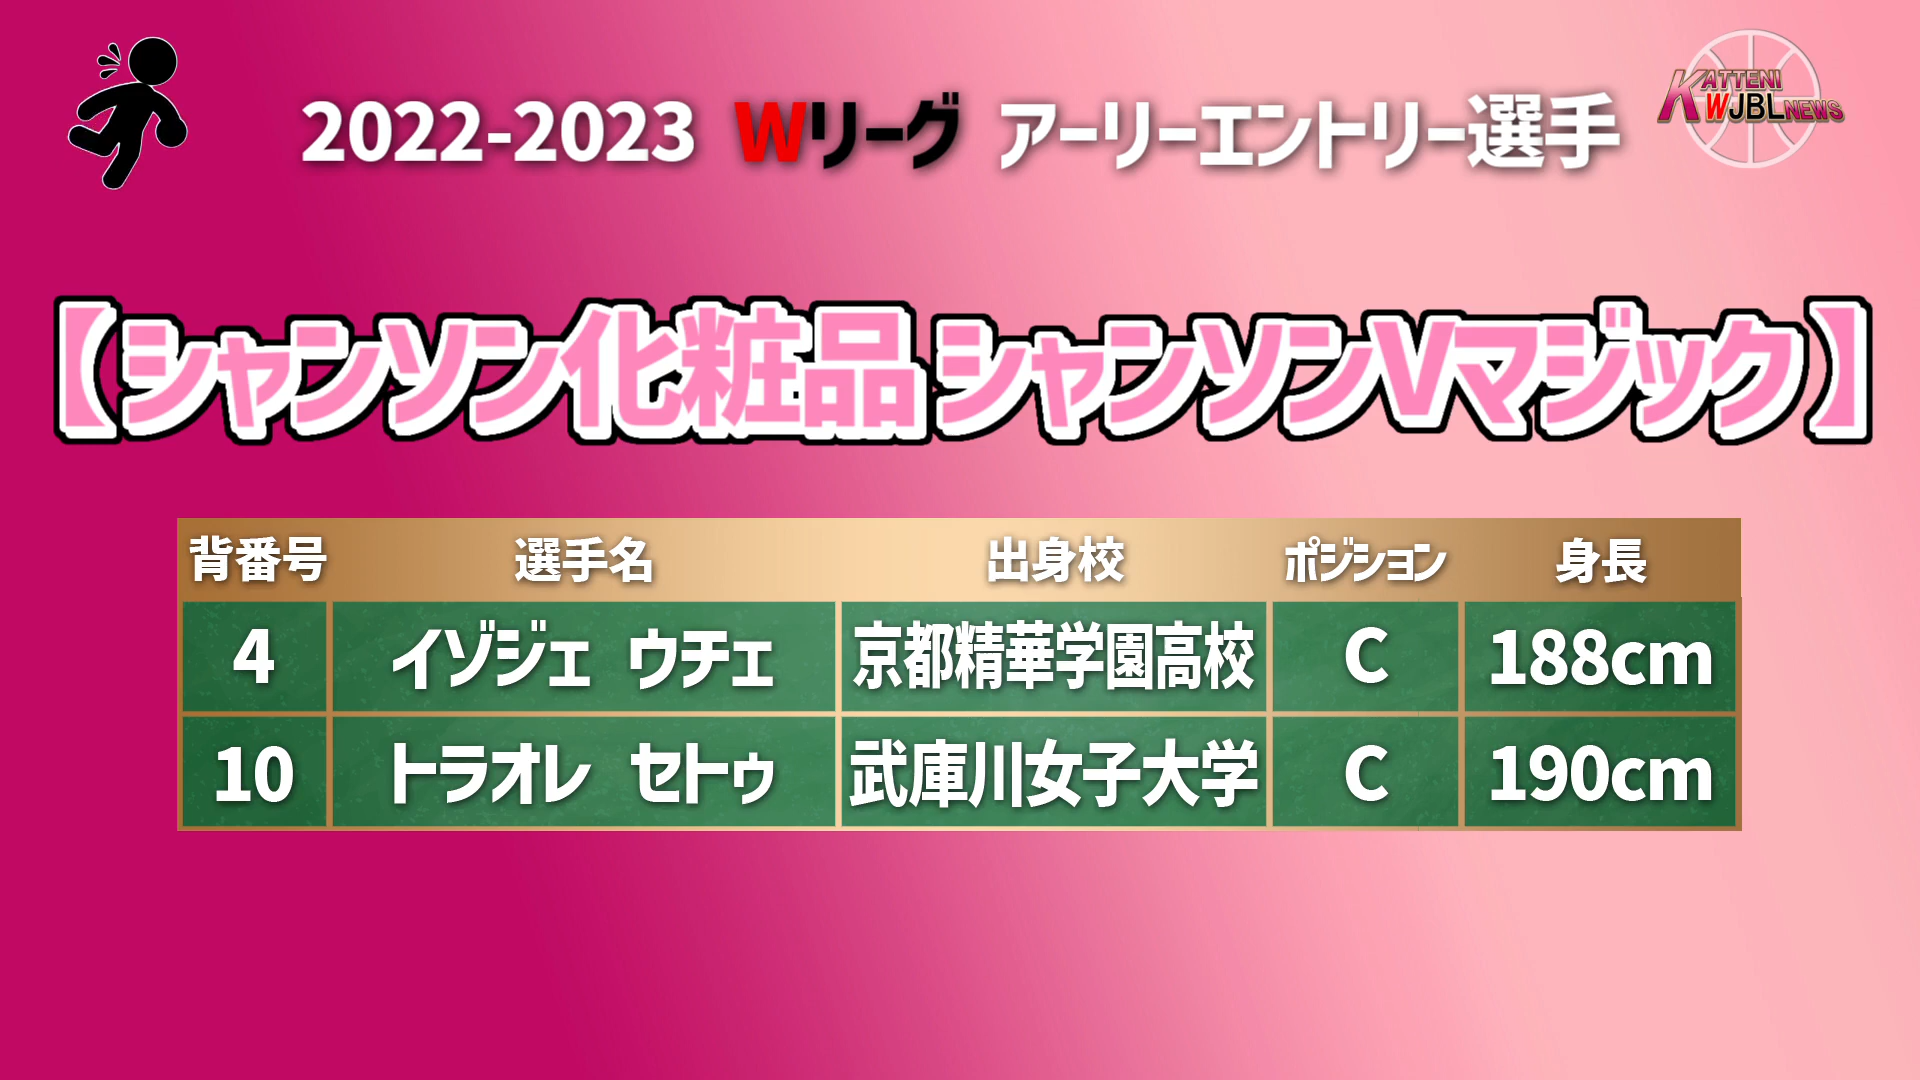 2022-2023 Wリーグ アーリーエントリー選手
KATTENI
WJBLNEWS
【シャンソン化粧品 シャンソンVマジック】
背番号 選手名 出身校 ポジション 身長
4 イゾジェ ウチェ 京都精華学園高校 C 188cm
10 トラオレ セトゥ 武庫川女子大学 C 190cm